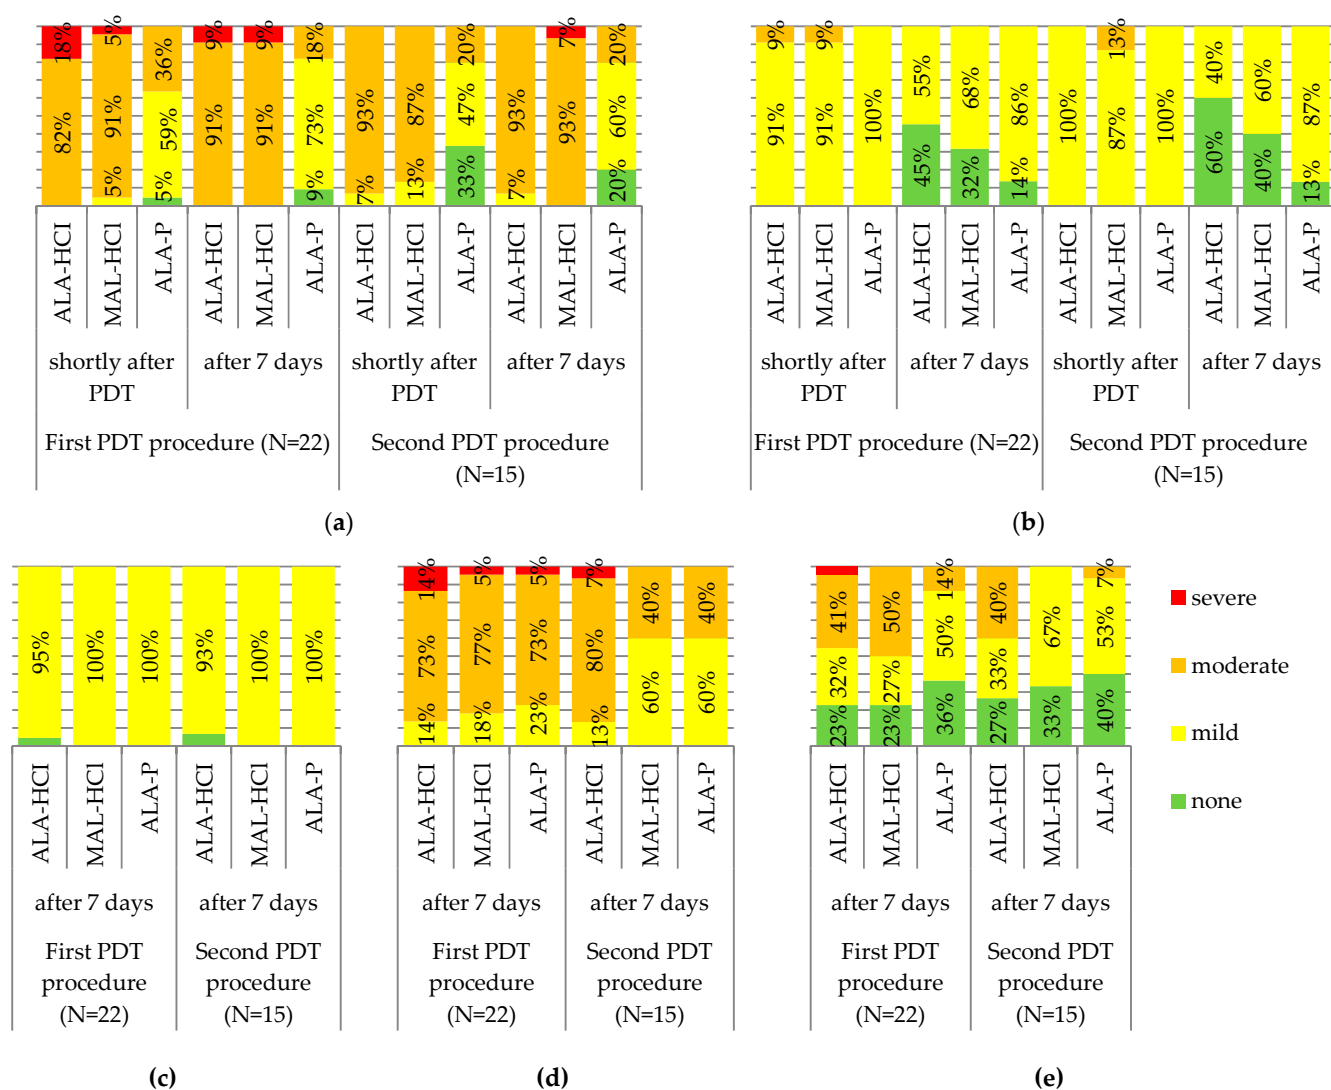 18% 5% 36% 9% 9% 18% 20% 7% 20%
82% 91% 59% 91% 91% 73% 93% 87% 47% 93% 93% 60%
5% 5% 9% 7% 13% 33% 7% 20%
ALA-HCl MAL-HCl ALA-P ALA-HCl MAL-HCl ALA-P ALA-HCl MAL-HCl ALA-P ALA-HCl MAL-HCl ALA-P
shortly after PDT after 7 days shortly after PDT after 7 days
First PDT procedure (N=22) Second PDT procedure (N=15)
(a)
9% 9% 55% 68% 86% 13% 40% 60% 87%
91% 91% 100% 45% 32% 14% 100% 87% 100% 60% 40% 13%
ALA-HCl MAL-HCl ALA-P ALA-HCl MAL-HCl ALA-P ALA-HCl MAL-HCl ALA-P ALA-HCl MAL-HCl ALA-P
shortly after PDT after 7 days shortly after PDT after 7 days
First PDT procedure (N=22) Second PDT procedure (N=15)
(b)
95% 100% 100% 93% 100% 100%
ALA-HCl MAL-HCl ALA-P ALA-HCl MAL-HCl ALA-P
after 7 days after 7 days
First PDT procedure (N=22) Second PDT procedure (N=15)
(c)
14% 5% 5% 7% 40% 40%
73% 77% 73% 80% 60% 60%
14% 18% 23% 13%
ALA-HCl MAL-HCl ALA-P ALA-HCl MAL-HCl ALA-P
after 7 days after 7 days
First PDT procedure (N=22) Second PDT procedure (N=15)
(d)
41% 50% 14% 40% 7%
32% 27% 50% 33% 67% 53%
23% 23% 36% 27% 33% 40%
ALA-HCl MAL-HCl ALA-P ALA-HCl MAL-HCl ALA-P
after 7 days after 7 days
First PDT procedure (N=22) Second PDT procedure (N=15)
(e)
severe
moderate
mild
none